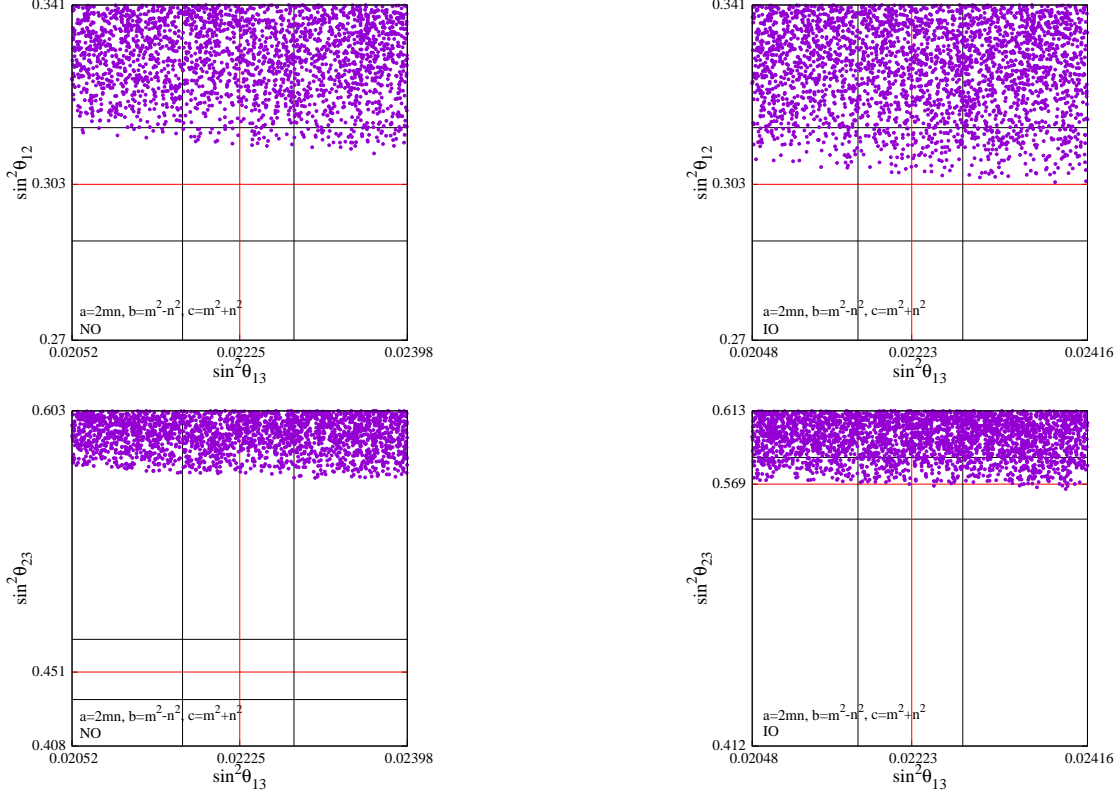 0.341
sin²θ₁₂
0.303
a=2mn, b=m²-n², c=m²+n²
NO
0.27
0.02052 0.02225 0.02398
sin²θ₁₃
0.341
sin²θ₁₂
0.303
a=2mn, b=m²-n², c=m²+n²
IO
0.27
0.02048 0.02223 0.02416
sin²θ₁₃
0.603
sin²θ₂₃
0.451
a=2mn, b=m²-n², c=m²+n²
NO
0.408
0.02052 0.02225 0.02398
sin²θ₁₃
0.613
0.569
sin²θ₂₃
a=2mn, b=m²-n², c=m²+n²
IO
0.412
0.02048 0.02223 0.02416
sin²θ₁₃